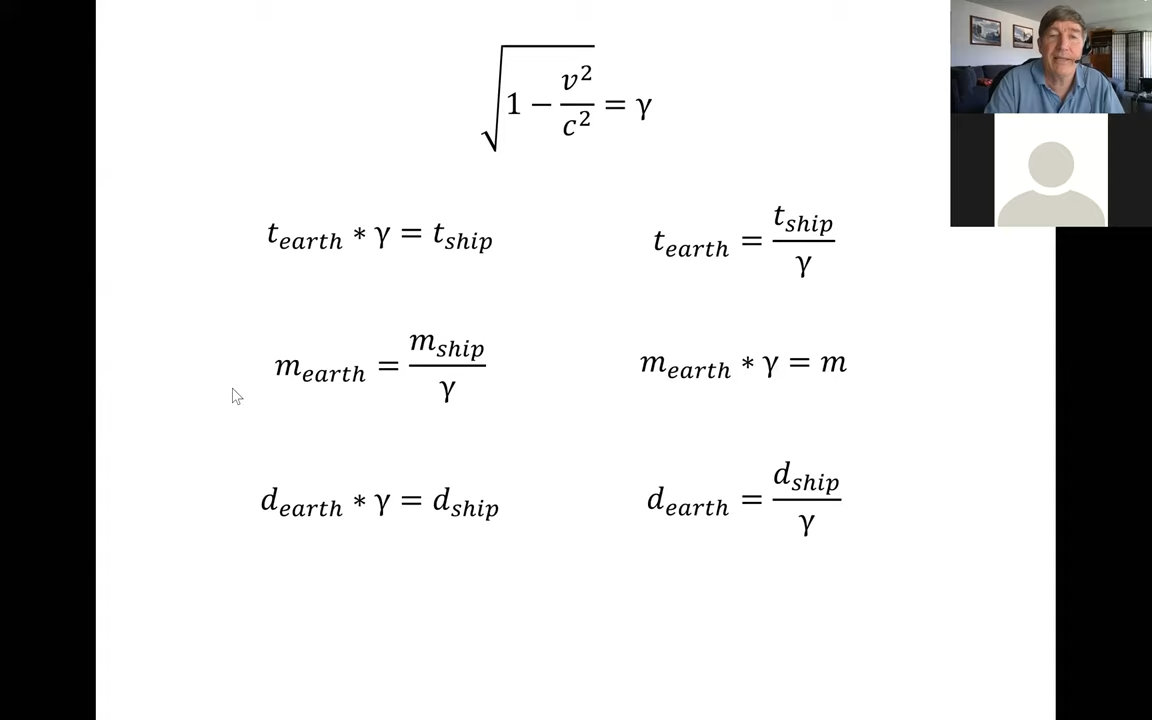 √(1 − v²/c²) = γ
t_earth * γ = t_ship
t_earth = t_ship/γ
m_earth = m_ship/γ
m_earth * γ = m
d_earth * γ = d_ship
d_earth = d_ship/γ